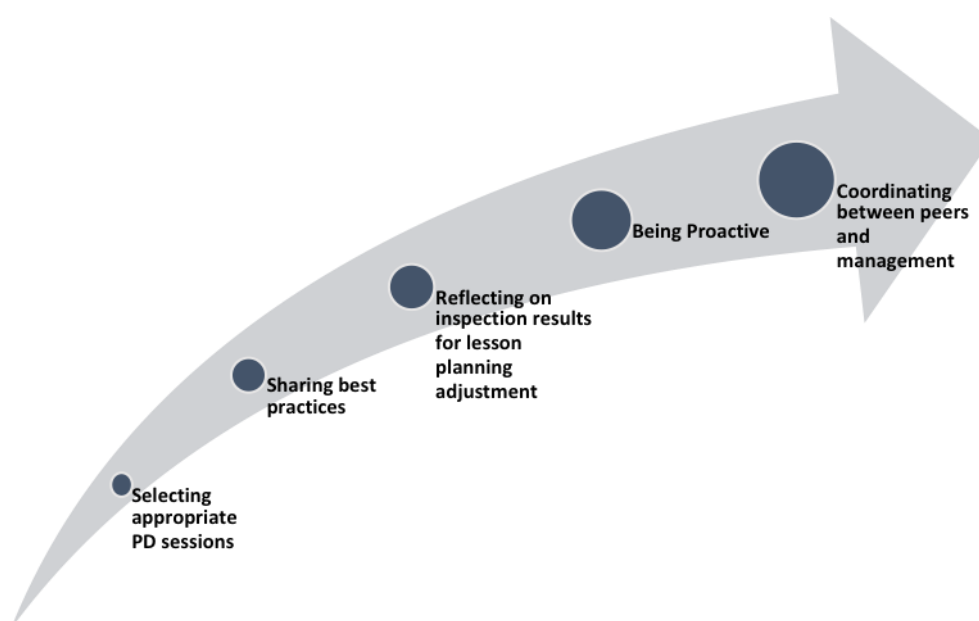 Selecting
appropriate
PD sessions
Sharing best
practices
Reflecting on
inspection results
for lesson
planning
adjustment
Being Proactive
Coordinating
between peers
and
management